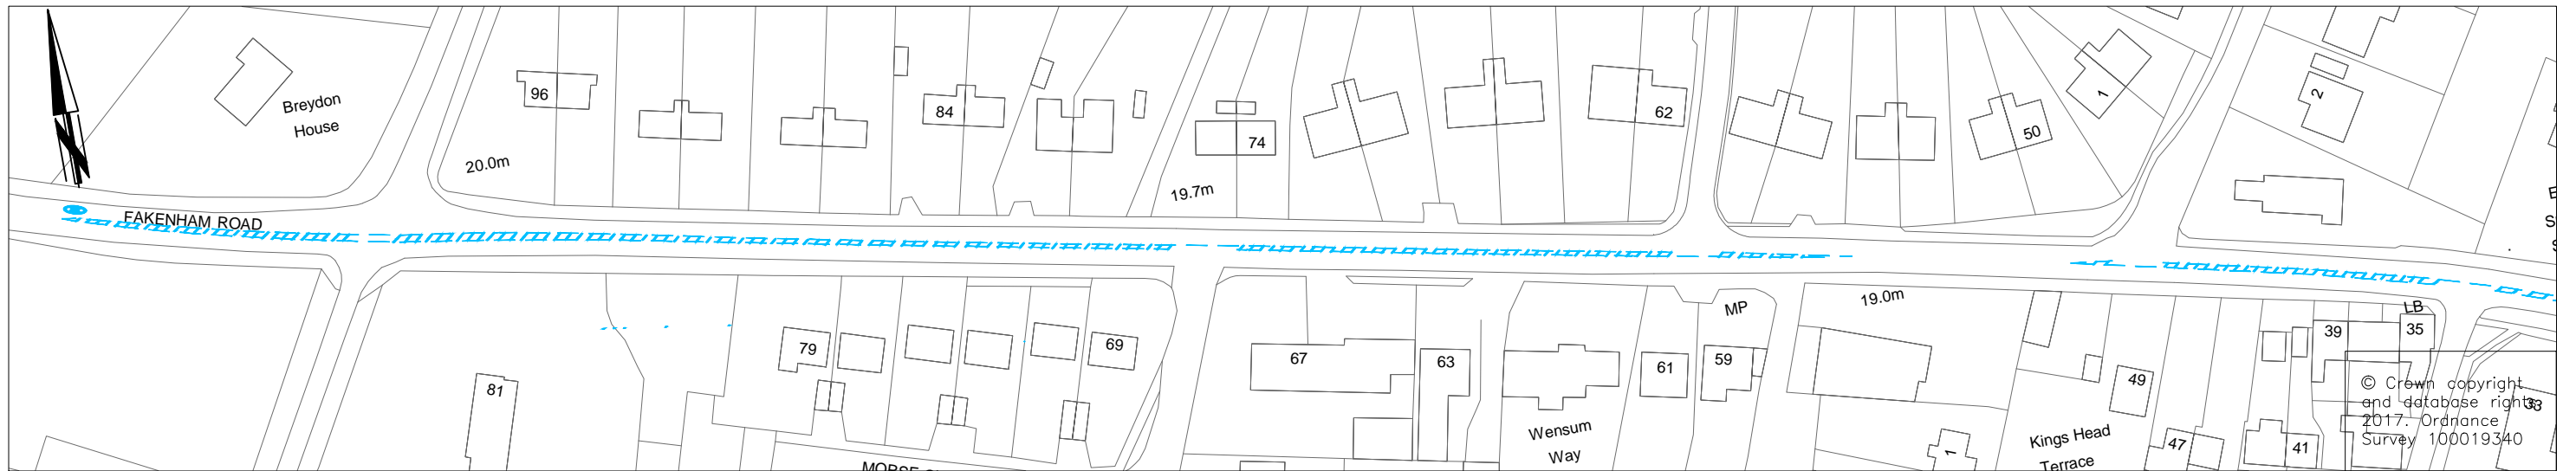 N
Breydon
House
96
84
74
62
50
1
2
20.0m
19.7m
FAKENHAM ROAD
MP
19.0m
LB
79
69
67
63
61
59
49
39
35
81
Wensum
Way
1
Kings Head
Terrace
47
41
33
© Crown copyright
and database rights
2017. Ordnance
Survey 100019340